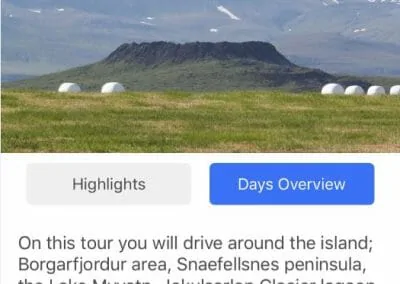 Highlights
Days Overview
On this tour you will drive around the island;
Borgarfjordur area, Snaefellsnes peninsula,
the Lake Myvatn, Jokulsarlon Glacier lagoon